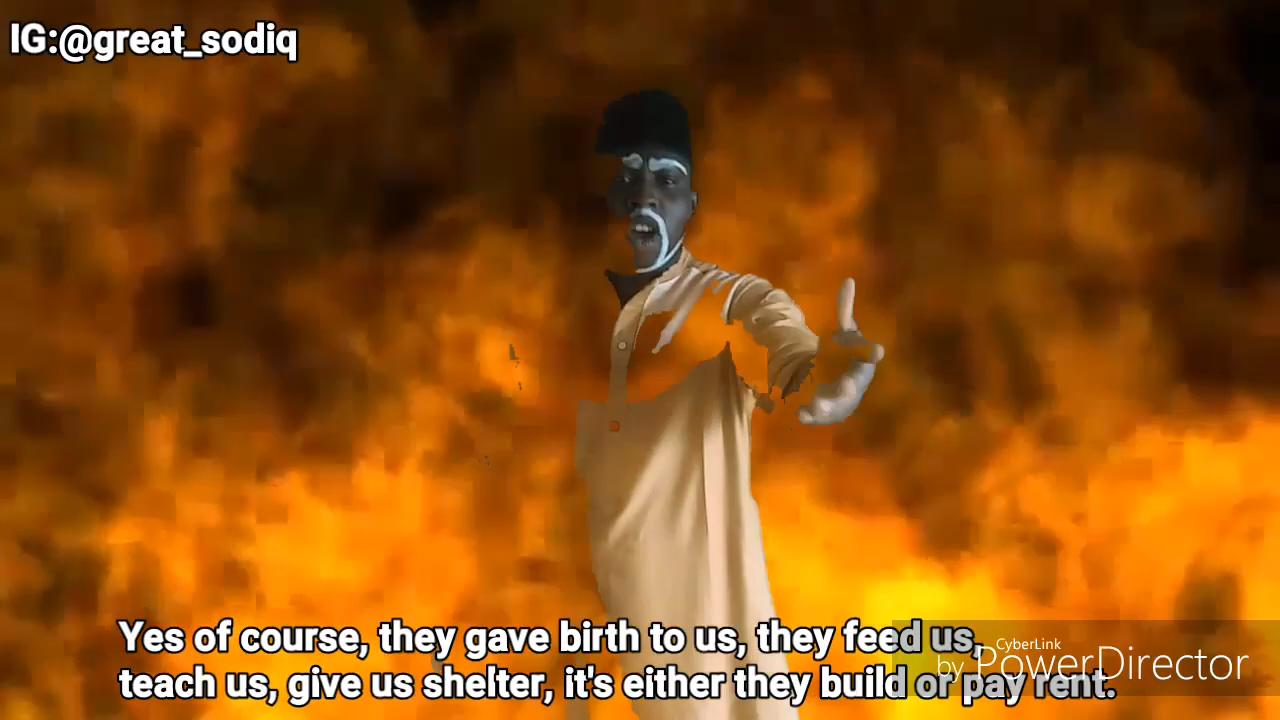 IG:@great_sodiq
Yes of course, they gave birth to us, they feed us,
teach us, give us shelter, it's either they build or pay rent.
CyberLink
by PowerDirector